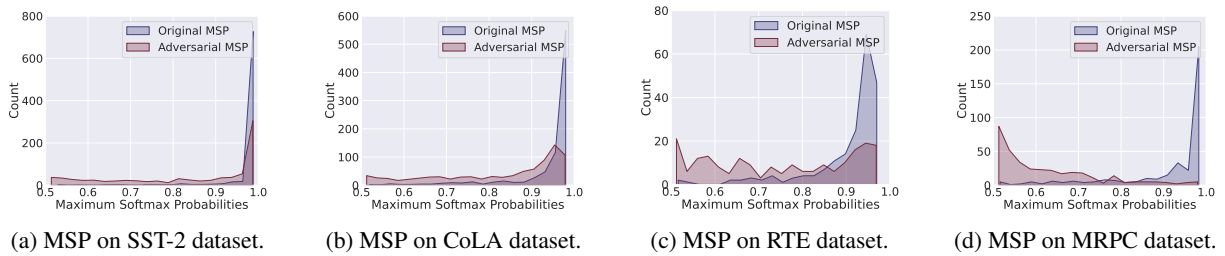 800
600
400
200
0
Count
Original MSP
Adversarial MSP
0.5 0.6 0.7 0.8 0.9 1.0
Maximum Softmax Probabilities
(a) MSP on SST-2 dataset.
600
500
400
300
200
100
0
Count
Original MSP
Adversarial MSP
0.5 0.6 0.7 0.8 0.9 1.0
Maximum Softmax Probabilities
(b) MSP on CoLA dataset.
80
60
40
20
0
Count
Original MSP
Adversarial MSP
0.5 0.6 0.7 0.8 0.9 1.0
Maximum Softmax Probabilities
(c) MSP on RTE dataset.
250
200
150
100
50
0
Count
Original MSP
Adversarial MSP
0.5 0.6 0.7 0.8 0.9 1.0
Maximum Softmax Probabilities
(d) MSP on MRPC dataset.